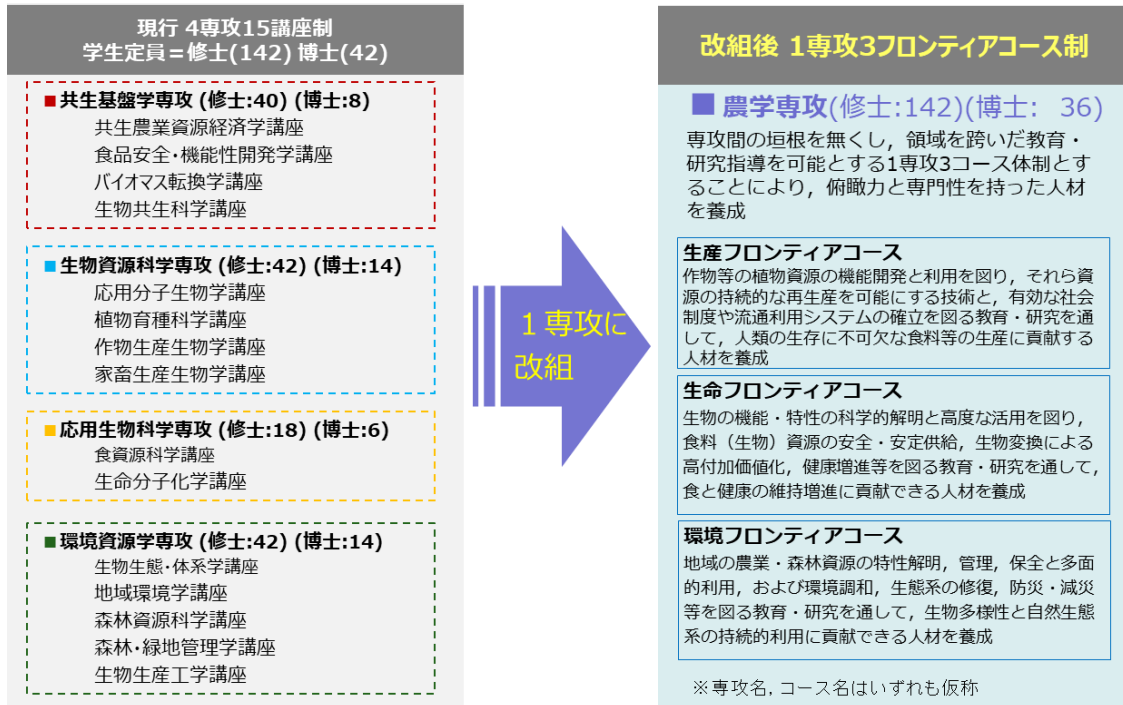 現行 4専攻15講座制
学生定員＝修士(142) 博士(42)
■共生基盤学専攻 (修士:40) (博士:8)
共生農業資源経済学講座
食品安全・機能性開発学講座
バイオマス転換学講座
生物共生科学講座
■生物資源科学専攻 (修士:42) (博士:14)
応用分子生物学講座
植物育種科学講座
作物生産生物学講座
家畜生産生物学講座
■応用生物科学専攻 (修士:18) (博士:6)
食資源科学講座
生命分子化学講座
■環境資源学専攻 (修士:42) (博士:14)
生物生態・体系学講座
地域環境学講座
森林資源科学講座
森林・緑地管理学講座
生物生産工学講座
１専攻に
改組
改組後 1専攻3フロンティアコース制
■ 農学専攻(修士:142)(博士: 36)
専攻間の垣根を無くし，領域を跨いだ教育・
研究指導を可能とする1専攻3コース体制とす
ることにより，俯瞰力と専門性を持った人材
を養成
生産フロンティアコース
作物等の植物資源の機能開発と利用を図り，それら資
源の持続的な再生産を可能にする技術と，有効な社会
制度や流通利用システムの確立を図る教育・研究を通
して，人類の生存に不可欠な食料等の生産に貢献する
人材を養成
生命フロンティアコース
生物の機能・特性の科学的解明と高度な活用を図り，
食料（生物）資源の安全・安定供給，生物変換による
高付加価値化，健康増進等を図る教育・研究を通して，
食と健康の維持増進に貢献できる人材を養成
環境フロンティアコース
地域の農業・森林資源の特性解明，管理，保全と多面
的利用，および環境調和，生態系の修復，防災・減災
等を図る教育・研究を通して，生物多様性と自然生態
系の持続的利用に貢献できる人材を養成
※専攻名，コース名はいずれも仮称